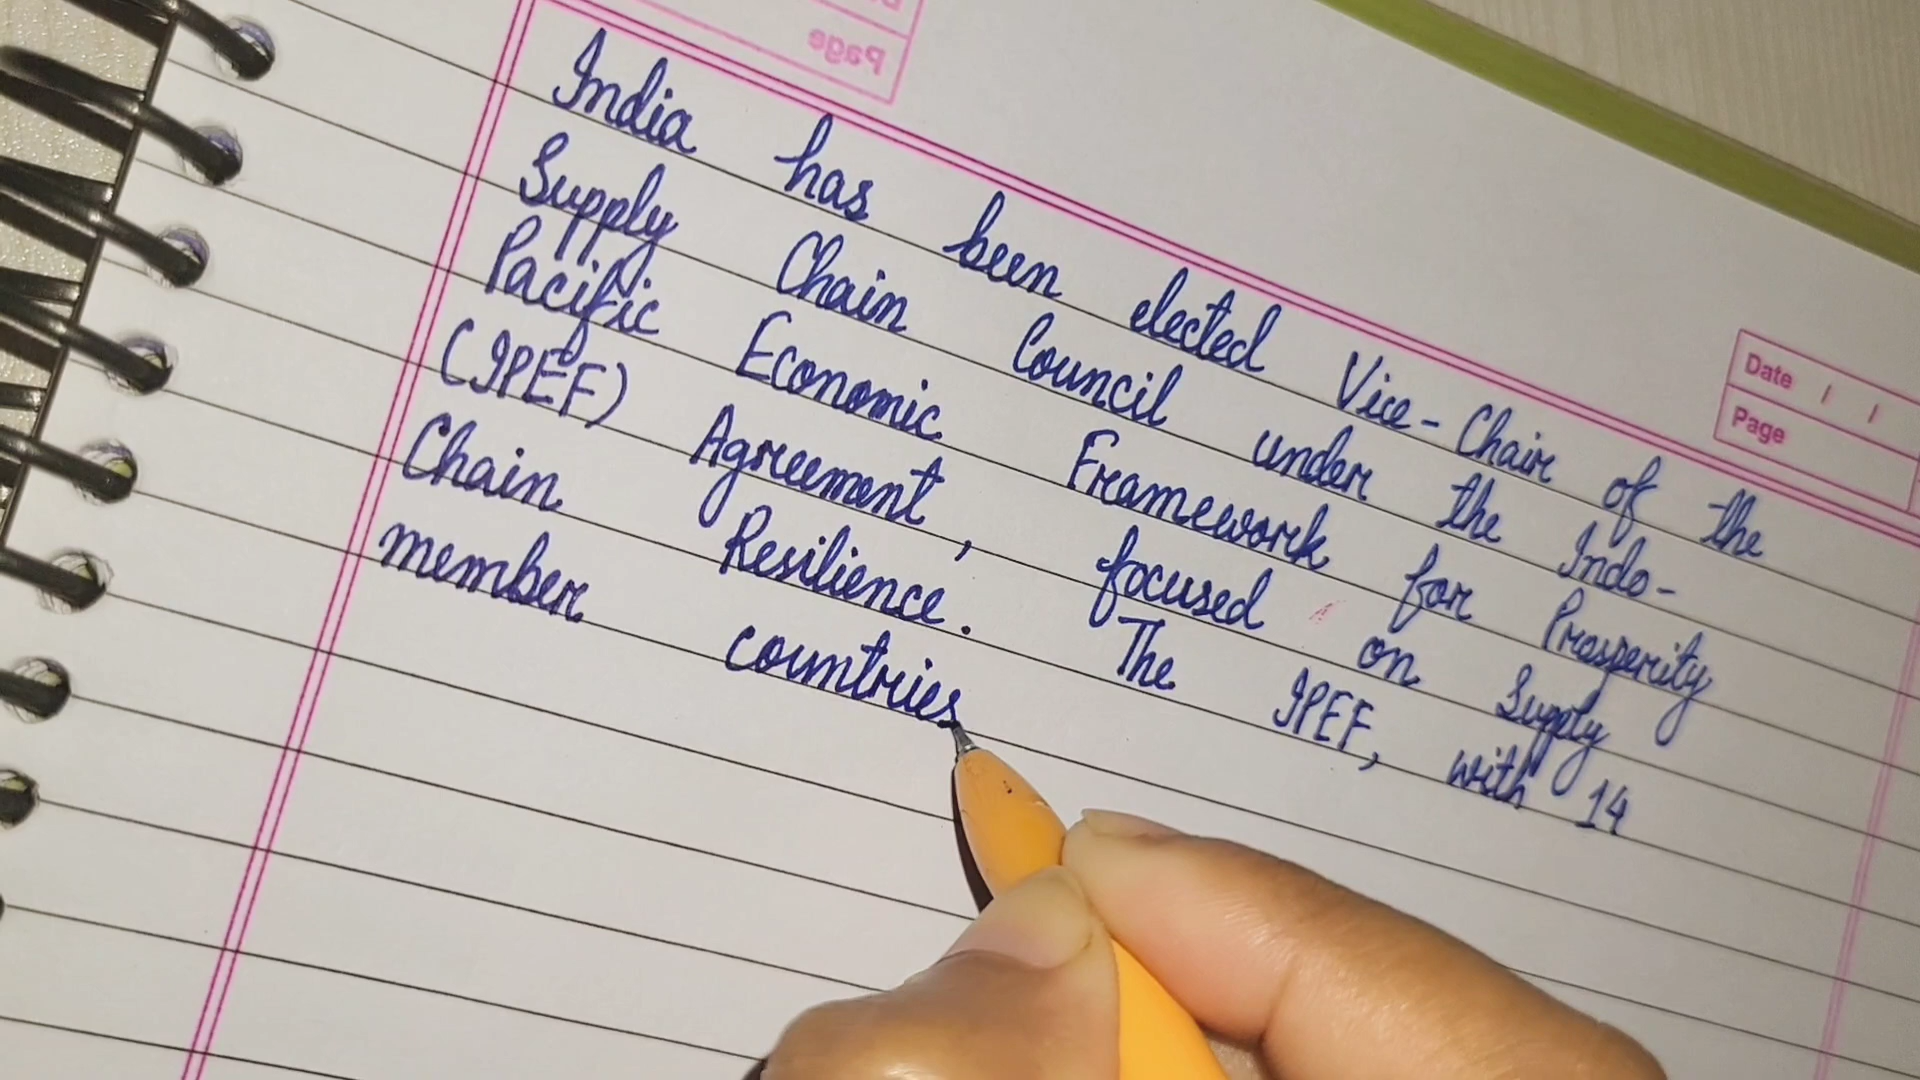 Page
India has been elected Vice-Chair of the
Supply Chain Council under the Indo-
Pacific Economic Framework for Prosperity
(IPEF) Agreement, focused on Supply
Chain Resilience. The IPEF, with 14
member countries
Date / /
Page